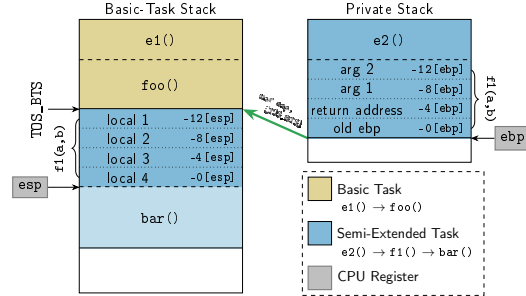 Basic-Task Stack
e1()
foo()
TOS_BTS
local 1 -12[esp]
local 2 -8[esp]
local 3 -4[esp]
local 4 -0[esp]
f1(a,b)
esp
bar()
Private Stack
e2()
arg 2 -12[ebp]
arg 1 -8[ebp]
return address -4[ebp]
old ebp -0[ebp]
f1(a,b)
ebp
Basic Task
e1() → foo()
Semi-Extended Task
e2() → f1() → bar()
CPU Register